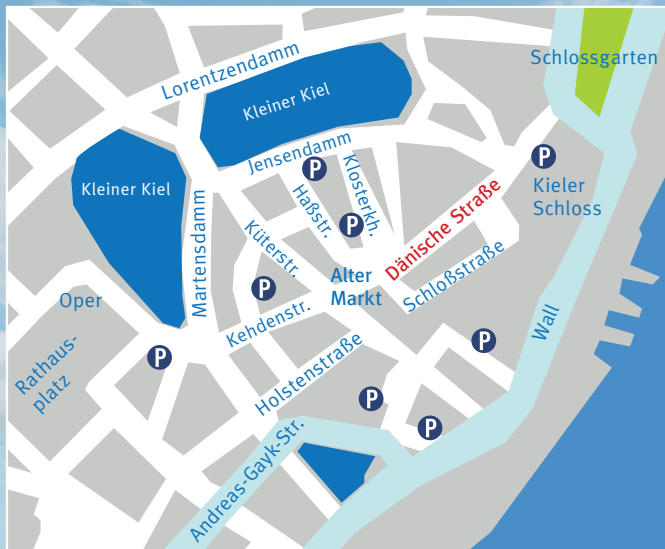 Schlossgarten
Lorentzendamm
Kleiner Kiel
Jensendamm
P
P
Kieler
Schloss
Kleiner Kiel
Martensdamm
Haßstr.
Klosterkh.
P
Dänische Straße
Küterstr.
Schloßstraße
Alter
Markt
P
Oper
Kehdenstr.
Wall
Rathaus-
platz
P
Holstenstraße
P
P
P
Andreas-Gayk-Str.